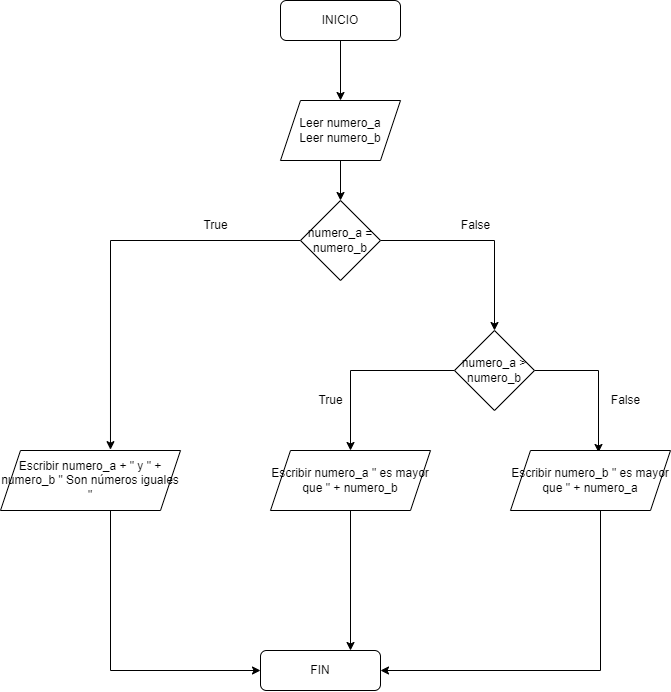 INICIO
Leer numero_a
Leer numero_b
numero_a =
numero_b
True
False
numero_a >
numero_b
True
False
Escribir numero_a + " y " +
numero_b " Son números iguales
"
Escribir numero_a " es mayor
que " + numero_b
Escribir numero_b " es mayor
que " + numero_a
FIN